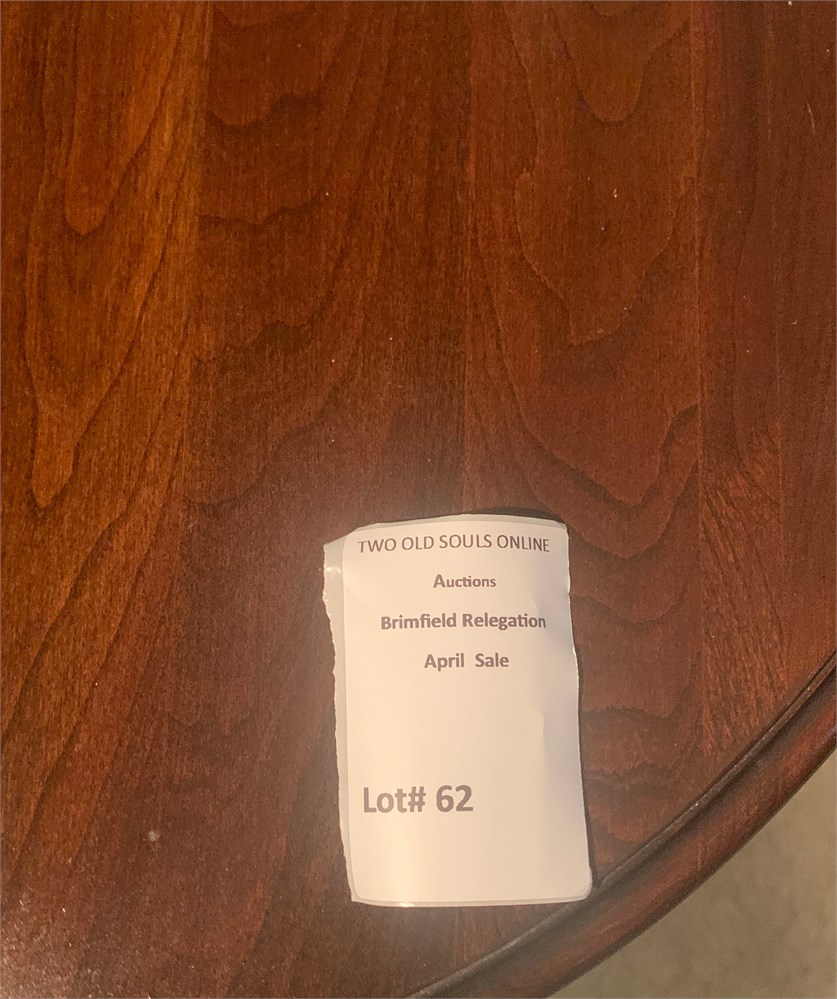 TWO OLD SOULS ONLINE
Auctions
Brimfield Relegation
April Sale
Lot# 62